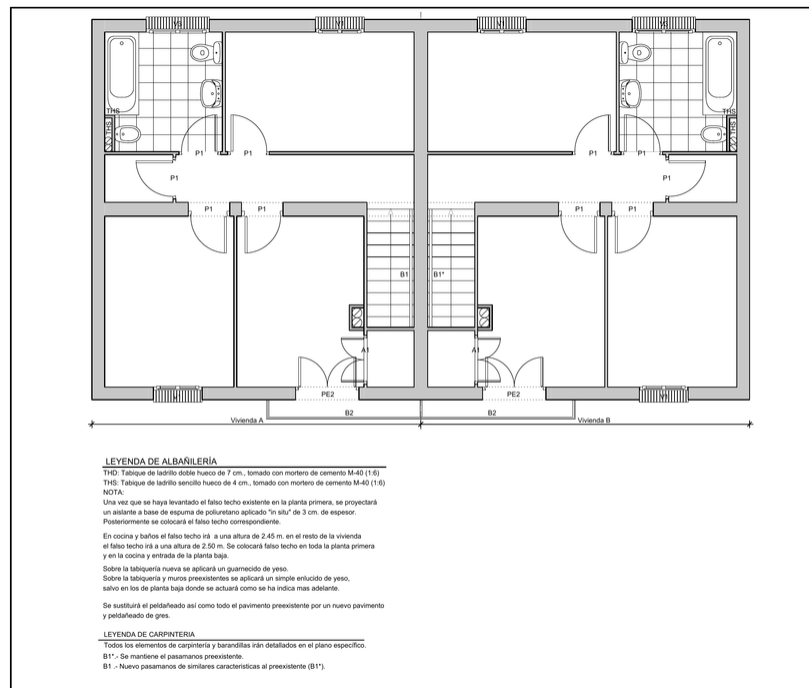 V3
V1
V1
V3
THS
THS
THS
THS
P1
P1
P1
P1
P1
P1
P1
P1
P1
P1
B1
B1*
A1
A1
PE2
PE2
V1
B2
B2
Vivienda A
Vivienda B
LEYENDA DE ALBAÑILERÍA
THD: Tabique de ladrillo doble hueco de 7 cm., tomado con mortero de cemento M-40 (1:6)
THS: Tabique de ladrillo sencillo hueco de 4 cm., tomado con mortero de cemento M-40 (1:6)
NOTA:
Una vez que se haya levantado el falso techo existente en la planta primera, se proyectará
un aislante a base de espuma de poliuretano aplicado "in situ" de 3 cm. de espesor.
Posteriormente se colocará el falso techo correspondiente.
En cocina y baños el falso techo irá a una altura de 2.45 m. en el resto de la vivienda
el falso techo irá a una altura de 2.50 m. Se colocará falso techo en toda la planta primera
y en la cocina y entrada de la planta baja.
Sobre la tabiquería nueva se aplicará un guarnecido de yeso.
Sobre la tabiquería y muros preexistentes se aplicará un simple enlucido de yeso,
salvo en los de planta baja donde se actuará como se ha indica mas adelante.
Se sustituirá el peldañeado así como todo el pavimento preexistente por un nuevo pavimento
y peldañeado de gres.
LEYENDA DE CARPINTERIA
Todos los elementos de carpintería y barandillas irán detallados en el plano específico.
B1*.- Se mantiene el pasamanos preexistente.
B1 .- Nuevo pasamanos de similares caracteristicas al preexistente (B1*).